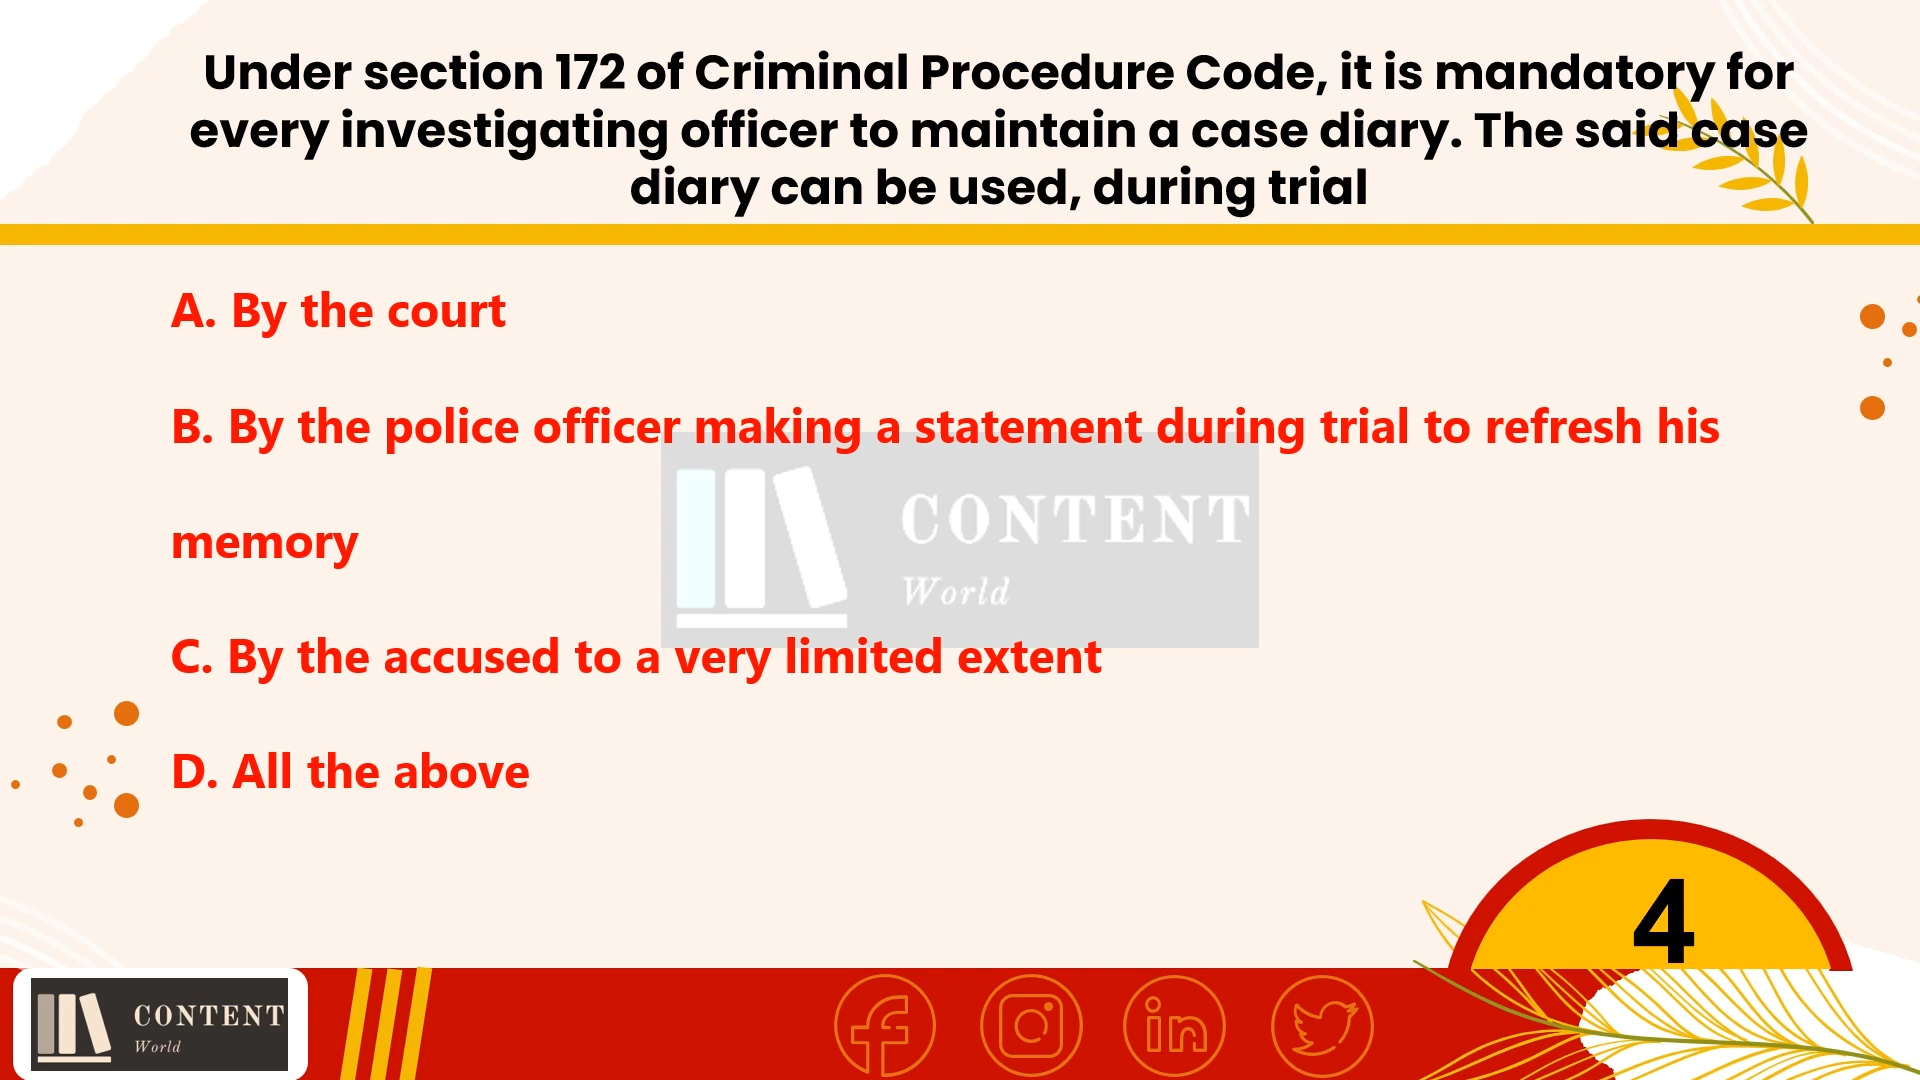 Under section 172 of Criminal Procedure Code, it is mandatory for
every investigating officer to maintain a case diary. The said case
diary can be used, during trial
A. By the court
B. By the police officer making a statement during trial to refresh his
memory
C. By the accused to a very limited extent
D. All the above
CONTENT
World
4
CONTENT
World